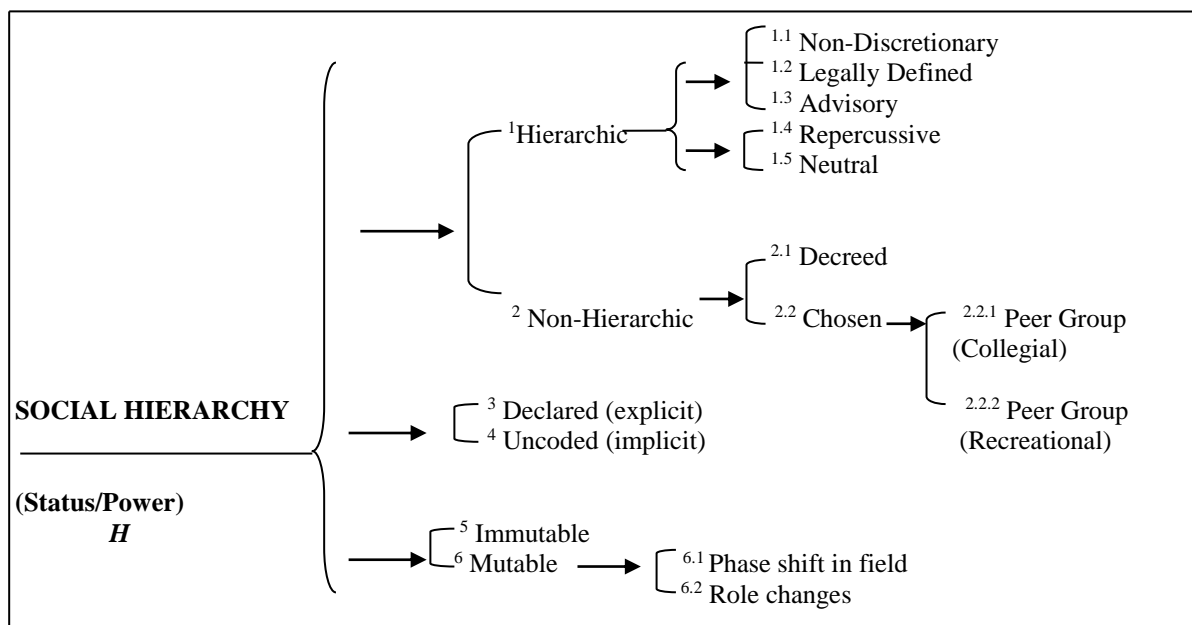 1.1 Non-Discretionary
1.2 Legally Defined
1.3 Advisory
1Hierarchic
1.4 Repercussive
1.5 Neutral
2.1 Decreed
2 Non-Hierarchic
2.2 Chosen
2.2.1 Peer Group
(Collegial)
SOCIAL HIERARCHY
3 Declared (explicit)
4 Uncoded (implicit)
2.2.2 Peer Group
(Recreational)
(Status/Power)
H
5 Immutable
6 Mutable
6.1 Phase shift in field
6.2 Role changes